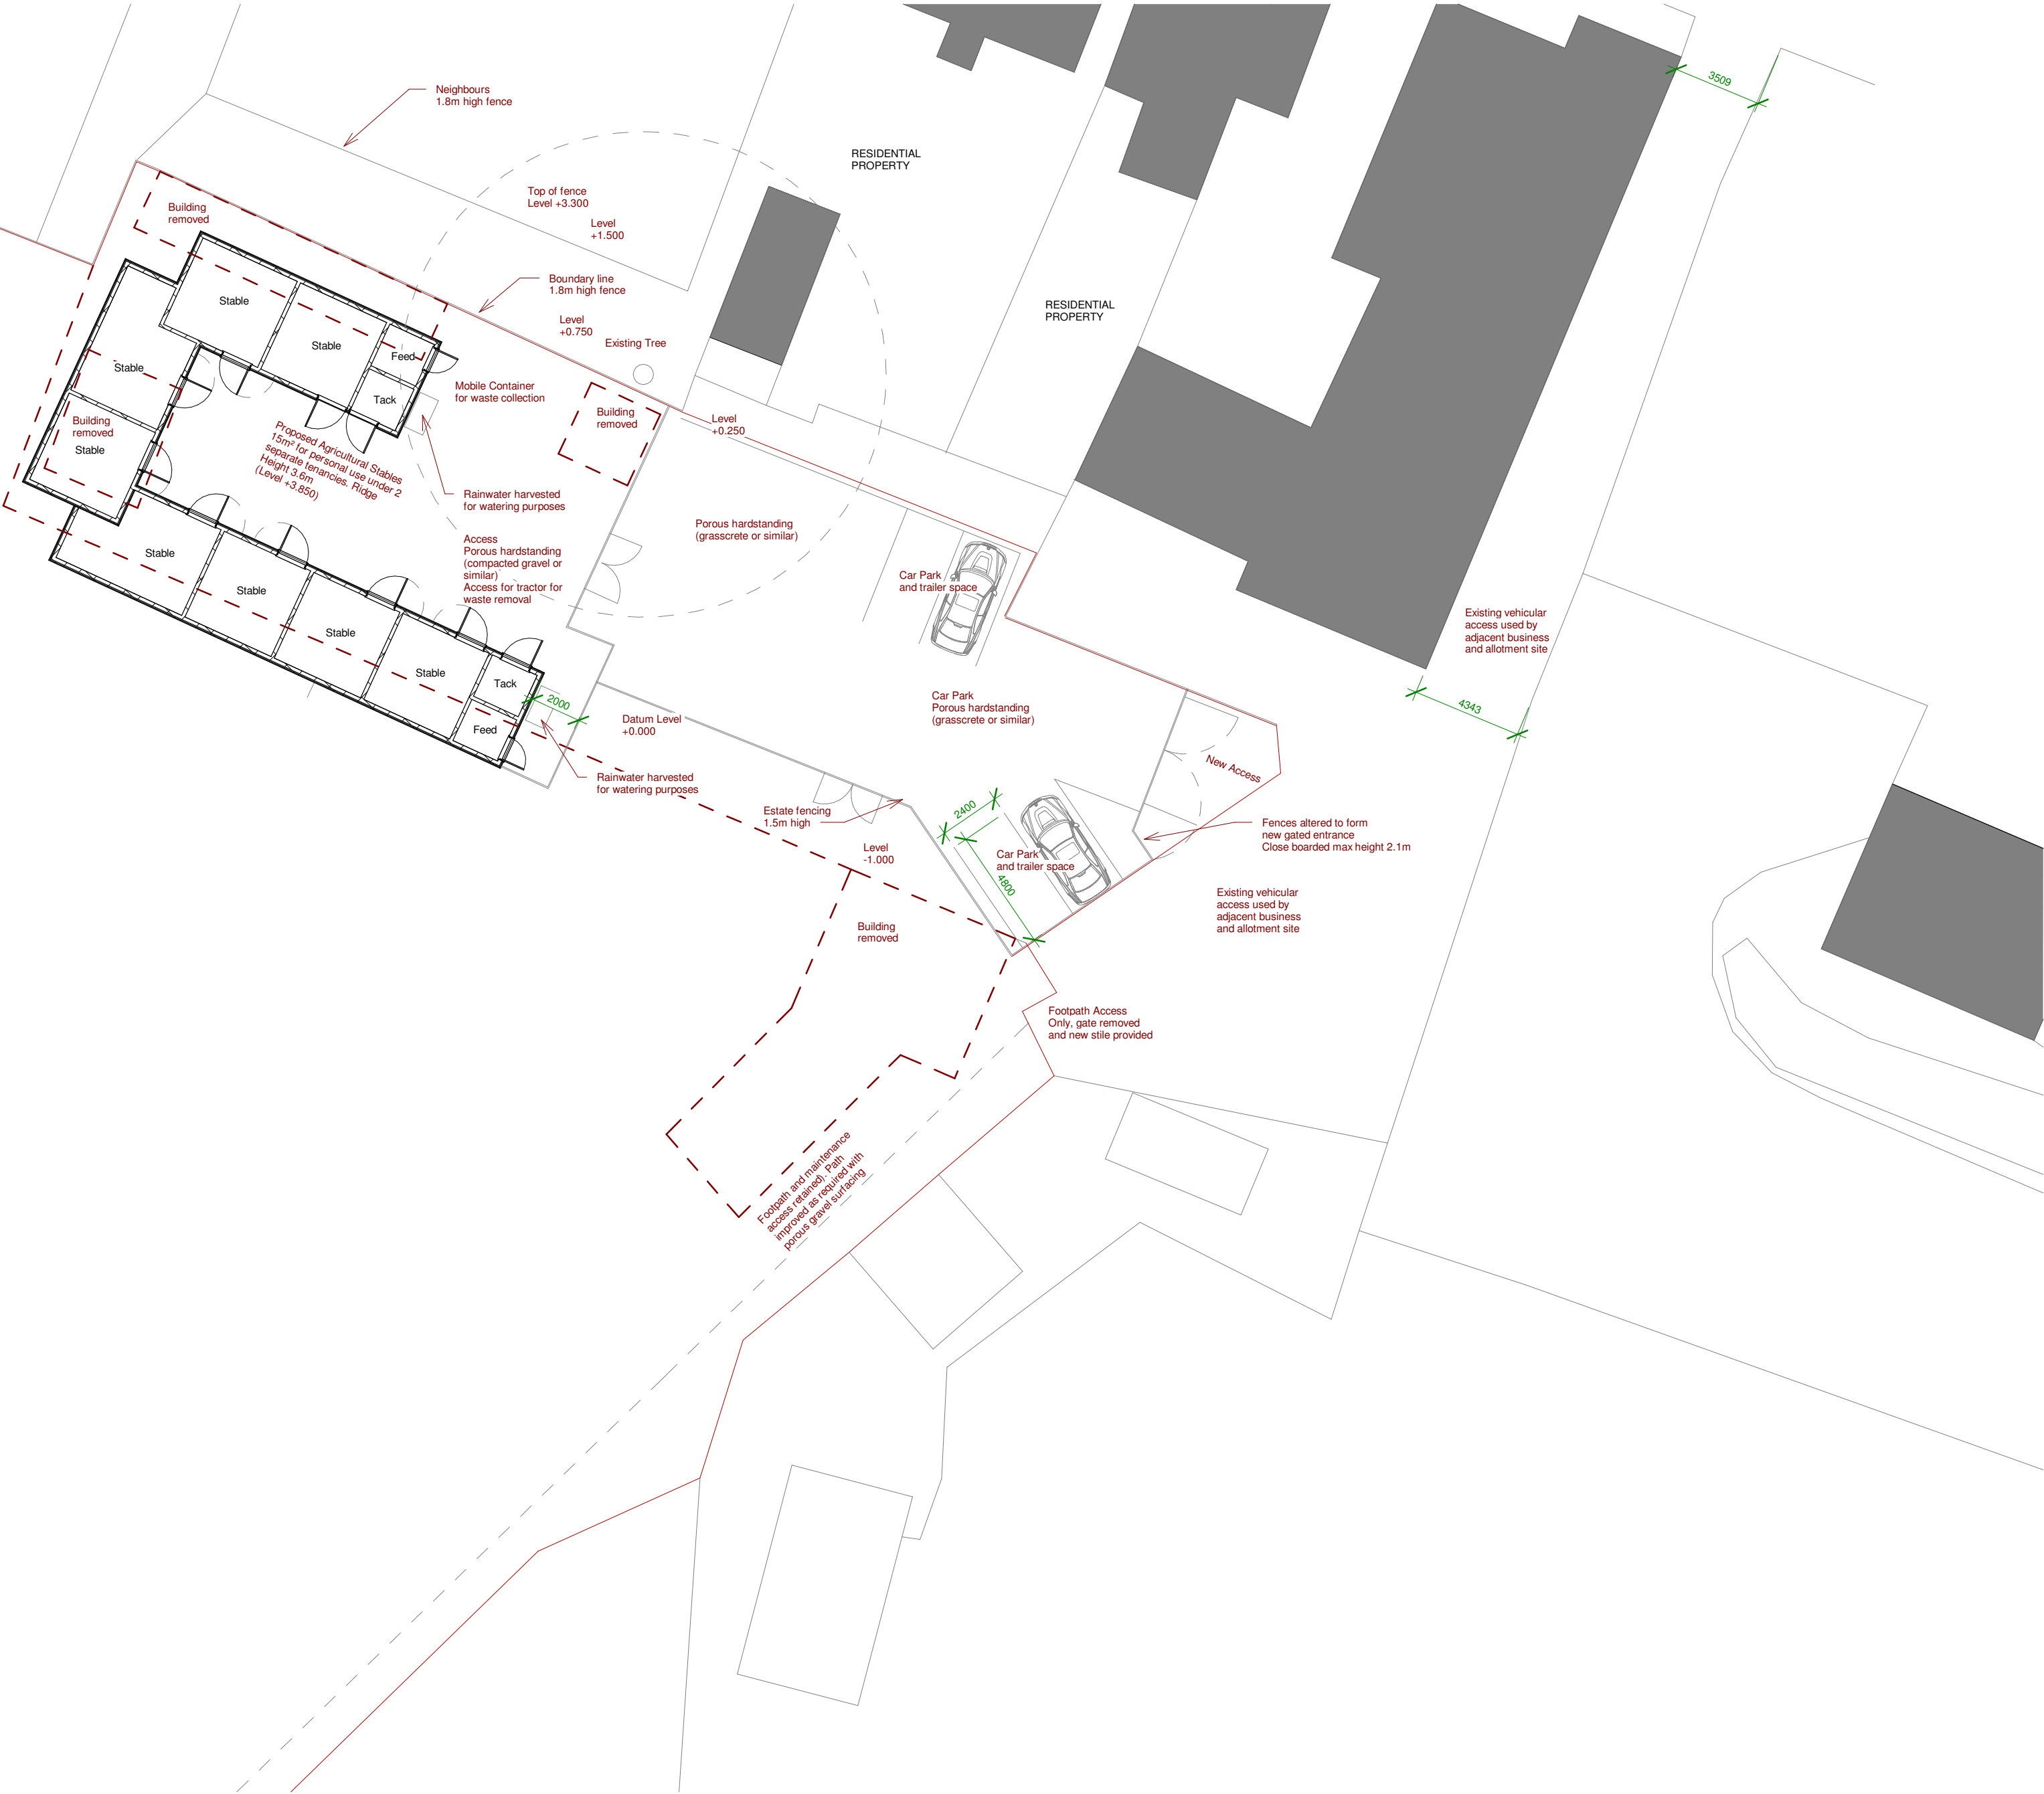 3509
Neighbours
1.8m high fence
RESIDENTIAL
PROPERTY
Top of fence
Level +3.300
Level
+1.500
Building
removed
Boundary line
1.8m high fence
Stable
RESIDENTIAL
PROPERTY
Level
+0.750
Existing Tree
Stable
Feed
Stable
Mobile Container
for waste collection
Tack
Building
removed
Level
+0.250
Building
removed
Stable
Proposed Agricultural Stables
15m² for personal use under 2
separate tenancies. Ridge
Height 3.6m
(Level +3.850)
Rainwater harvested
for watering purposes
Porous hardstanding
(grasscrete or similar)
Access
Porous hardstanding
(compacted gravel or
similar)
Access for tractor for
waste removal
Stable
Stable
Car Park
and trailer space
Existing vehicular
access used by
adjacent business
and allotment site
Stable
Stable
Tack
Feed
2000
Datum Level
+0.000
Car Park
Porous hardstanding
(grasscrete or similar)
4343
New Access
Rainwater harvested
for watering purposes
Estate fencing
1.5m high
2400
Fences altered to form
new gated entrance
Close boarded max height 2.1m
Level
-1.000
Car Park
and trailer space
4800
Existing vehicular
access used by
adjacent business
and allotment site
Building
removed
Footpath Access
Only, gate removed
and new stile provided
Footpath and maintenance
access retained). Path
improved as required with
porous gravel surfacing